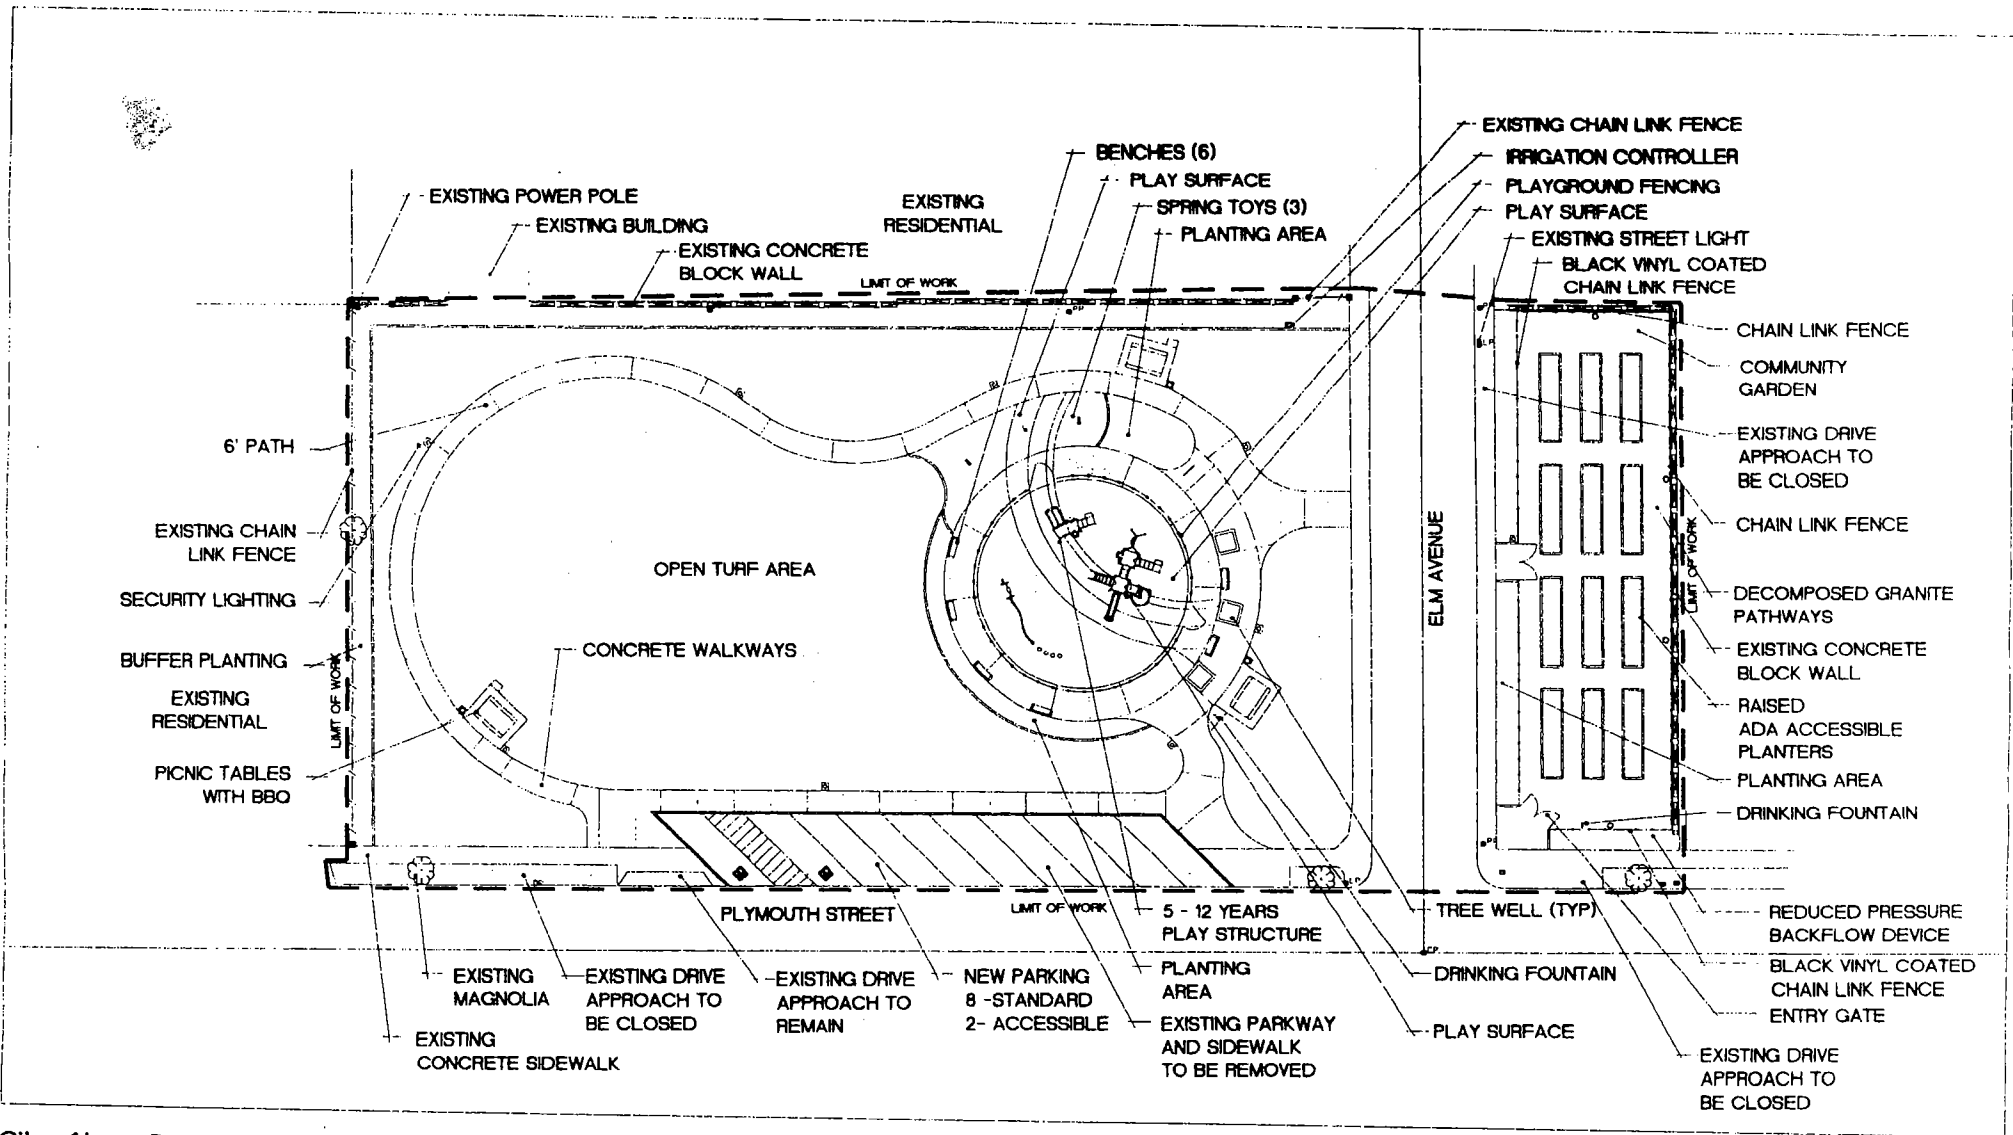 EXISTING POWER POLE
EXISTING BUILDING
EXISTING CONCRETE
BLOCK WALL
EXISTING
RESIDENTIAL
LIMIT OF WORK
BENCHES (6)
PLAY SURFACE
SPRING TOYS (3)
PLANTING AREA
EXISTING CHAIN LINK FENCE
IRRIGATION CONTROLLER
PLAYGROUND FENCING
PLAY SURFACE
EXISTING STREET LIGHT
BLACK VINYL COATED
CHAIN LINK FENCE
CHAIN LINK FENCE
COMMUNITY
GARDEN
EXISTING DRIVE
APPROACH TO
BE CLOSED
CHAIN LINK FENCE
LIMIT OF WORK
DECOMPOSED GRANITE
PATHWAYS
EXISTING CONCRETE
BLOCK WALL
RAISED
ADA ACCESSIBLE
PLANTERS
PLANTING AREA
DRINKING FOUNTAIN
6' PATH
EXISTING CHAIN
LINK FENCE
SECURITY LIGHTING
BUFFER PLANTING
EXISTING
RESIDENTIAL
LIMIT OF WORK
PICNIC TABLES
WITH BBQ
OPEN TURF AREA
CONCRETE WALKWAYS
ELM AVENUE
PLYMOUTH STREET
LIMIT OF WORK
5 - 12 YEARS
PLAY STRUCTURE
TREE WELL (TYP)
REDUCED PRESSURE
BACKFLOW DEVICE
EXISTING
MAGNOLIA
EXISTING DRIVE
APPROACH TO
BE CLOSED
EXISTING DRIVE
APPROACH TO
REMAIN
NEW PARKING
8 -STANDARD
2- ACCESSIBLE
PLANTING
AREA
DRINKING FOUNTAIN
BLACK VINYL COATED
CHAIN LINK FENCE
ENTRY GATE
EXISTING
CONCRETE SIDEWALK
EXISTING PARKWAY
AND SIDEWALK
TO BE REMOVED
PLAY SURFACE
EXISTING DRIVE
APPROACH TO
BE CLOSED